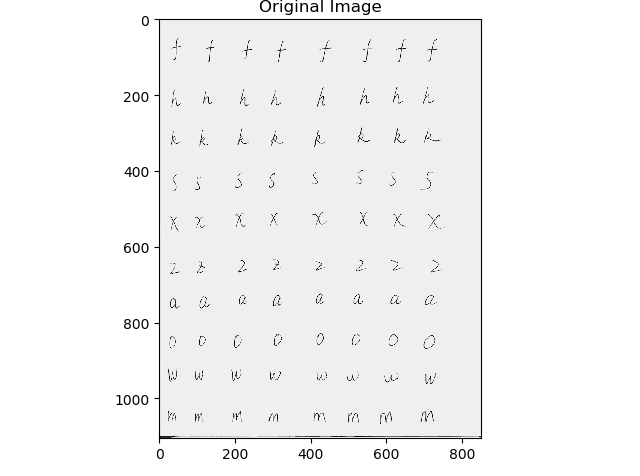 Original Image
0
f f f f f f f f
200
h h h h h h h h
k k k k k k k k
400
s s s s s s s s
x x x x x x x x
600
z z z z z z z z
a a a a a a a a
800
o o o o o o o o
w w w w w w w w
1000
m m m m m m m m
0 200 400 600 800